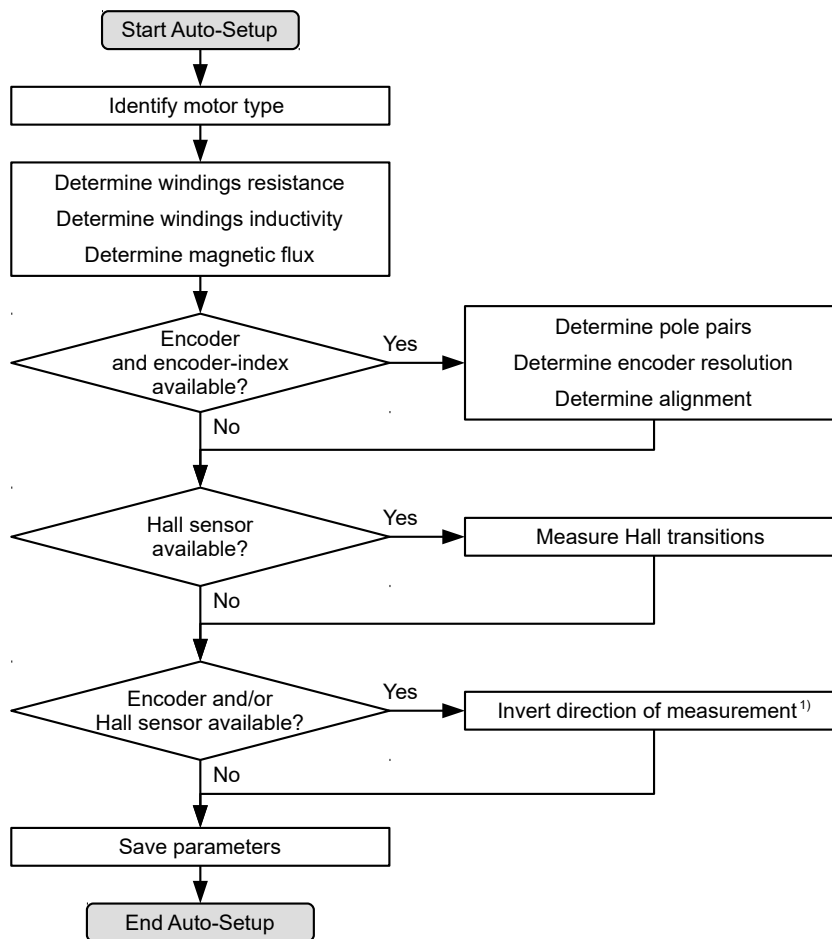 Start Auto-Setup
Identify motor type
Determine windings resistance
Determine windings inductivity
Determine magnetic flux
Encoder
and encoder-index
available?
Yes
Determine pole pairs
Determine encoder resolution
Determine alignment
No
Hall sensor
available?
Yes
Measure Hall transitions
No
Encoder and/or
Hall sensor available?
Yes
Invert direction of measurement 1)
No
Save parameters
End Auto-Setup